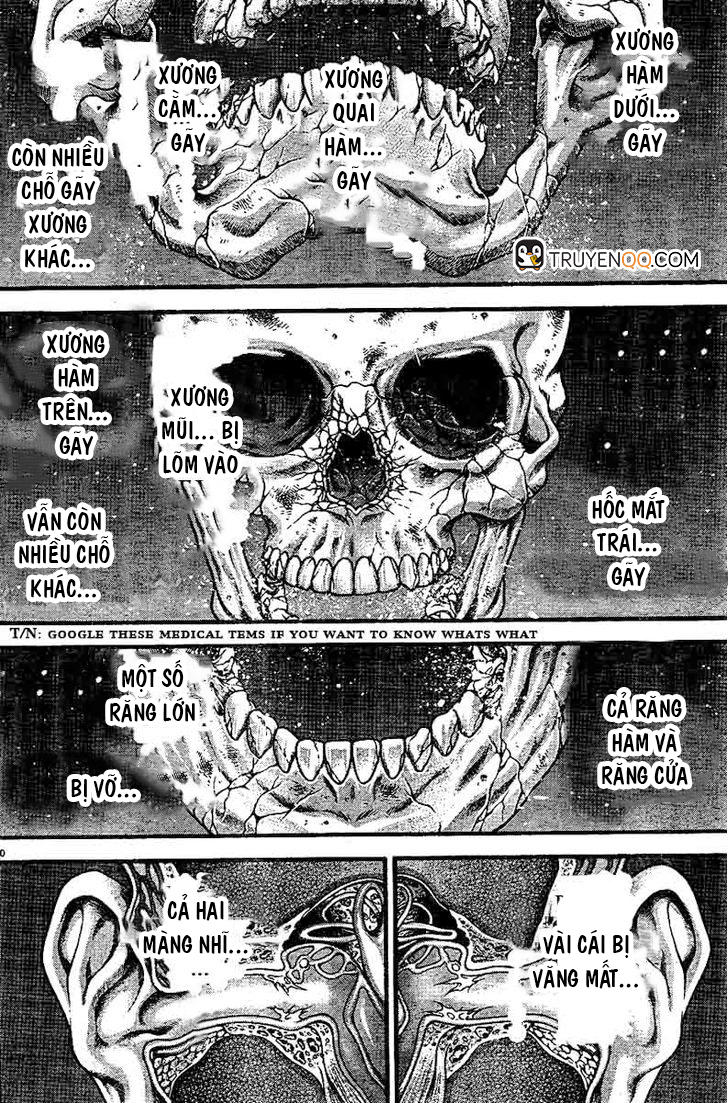 XƯƠNG
HÀM
DƯỚI...
GÃY
XƯƠNG
QUAI
HÀM...
GÃY
XƯƠNG
CẰM...
GÃY
CÒN NHIỀU
CHỖ GÃY
XƯƠNG
KHÁC...
TRUYENQQ.COM
XƯƠNG
HÀM
TRÊN...
GÃY
XƯƠNG
MŨI... BỊ
LÕM VÀO
HỐC MẮT
TRÁI...
GÃY
VẪN CÒN
NHIỀU CHỖ
KHÁC...
T/N: GOOGLE THESE MEDICAL TEMS IF YOU WANT TO KNOW WHATS WHAT
MỘT SỐ
RĂNG LỚN
CẢ RĂNG
HÀM VÀ
RĂNG CỬA
BỊ VỠ...
0
CẢ HAI
MÀNG NHĨ...
...
VÀI CÁI BỊ
VĂNG MẤT...